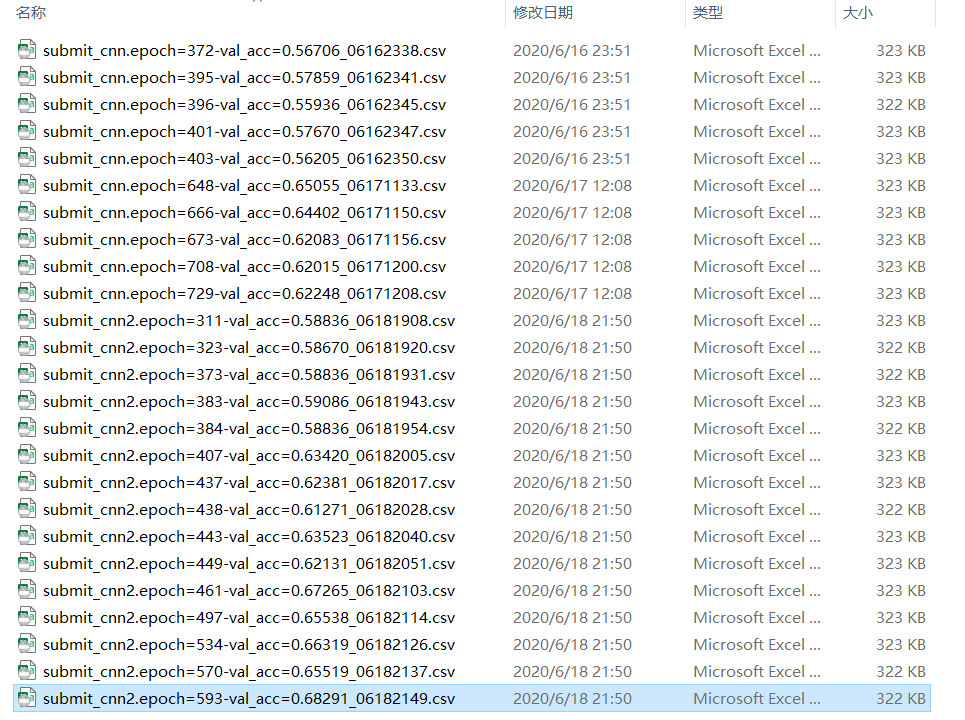 名称 修改日期 类型 大小
submit_cnn.epoch=372-val_acc=0.56706_06162338.csv 2020/6/16 23:51 Microsoft Excel ... 323 KB
submit_cnn.epoch=395-val_acc=0.57859_06162341.csv 2020/6/16 23:51 Microsoft Excel ... 323 KB
submit_cnn.epoch=396-val_acc=0.55936_06162345.csv 2020/6/16 23:51 Microsoft Excel ... 322 KB
submit_cnn.epoch=401-val_acc=0.57670_06162347.csv 2020/6/16 23:51 Microsoft Excel ... 323 KB
submit_cnn.epoch=403-val_acc=0.56205_06162350.csv 2020/6/16 23:51 Microsoft Excel ... 323 KB
submit_cnn.epoch=648-val_acc=0.65055_06171133.csv 2020/6/17 12:08 Microsoft Excel ... 323 KB
submit_cnn.epoch=666-val_acc=0.64402_06171150.csv 2020/6/17 12:08 Microsoft Excel ... 323 KB
submit_cnn.epoch=673-val_acc=0.62083_06171156.csv 2020/6/17 12:08 Microsoft Excel ... 323 KB
submit_cnn.epoch=708-val_acc=0.62015_06171200.csv 2020/6/17 12:08 Microsoft Excel ... 323 KB
submit_cnn.epoch=729-val_acc=0.62248_06171208.csv 2020/6/17 12:08 Microsoft Excel ... 323 KB
submit_cnn2.epoch=311-val_acc=0.58836_06181908.csv 2020/6/18 21:50 Microsoft Excel ... 323 KB
submit_cnn2.epoch=323-val_acc=0.58670_06181920.csv 2020/6/18 21:50 Microsoft Excel ... 322 KB
submit_cnn2.epoch=373-val_acc=0.58836_06181931.csv 2020/6/18 21:50 Microsoft Excel ... 322 KB
submit_cnn2.epoch=383-val_acc=0.59086_06181943.csv 2020/6/18 21:50 Microsoft Excel ... 323 KB
submit_cnn2.epoch=384-val_acc=0.58836_06181954.csv 2020/6/18 21:50 Microsoft Excel ... 322 KB
submit_cnn2.epoch=407-val_acc=0.63420_06182005.csv 2020/6/18 21:50 Microsoft Excel ... 323 KB
submit_cnn2.epoch=437-val_acc=0.62381_06182017.csv 2020/6/18 21:50 Microsoft Excel ... 323 KB
submit_cnn2.epoch=438-val_acc=0.61271_06182028.csv 2020/6/18 21:50 Microsoft Excel ... 322 KB
submit_cnn2.epoch=443-val_acc=0.63523_06182040.csv 2020/6/18 21:50 Microsoft Excel ... 323 KB
submit_cnn2.epoch=449-val_acc=0.62131_06182051.csv 2020/6/18 21:50 Microsoft Excel ... 323 KB
submit_cnn2.epoch=461-val_acc=0.67265_06182103.csv 2020/6/18 21:50 Microsoft Excel ... 323 KB
submit_cnn2.epoch=497-val_acc=0.65538_06182114.csv 2020/6/18 21:50 Microsoft Excel ... 323 KB
submit_cnn2.epoch=534-val_acc=0.66319_06182126.csv 2020/6/18 21:50 Microsoft Excel ... 323 KB
submit_cnn2.epoch=570-val_acc=0.65519_06182137.csv 2020/6/18 21:50 Microsoft Excel ... 322 KB
submit_cnn2.epoch=593-val_acc=0.68291_06182149.csv 2020/6/18 21:50 Microsoft Excel ... 322 KB